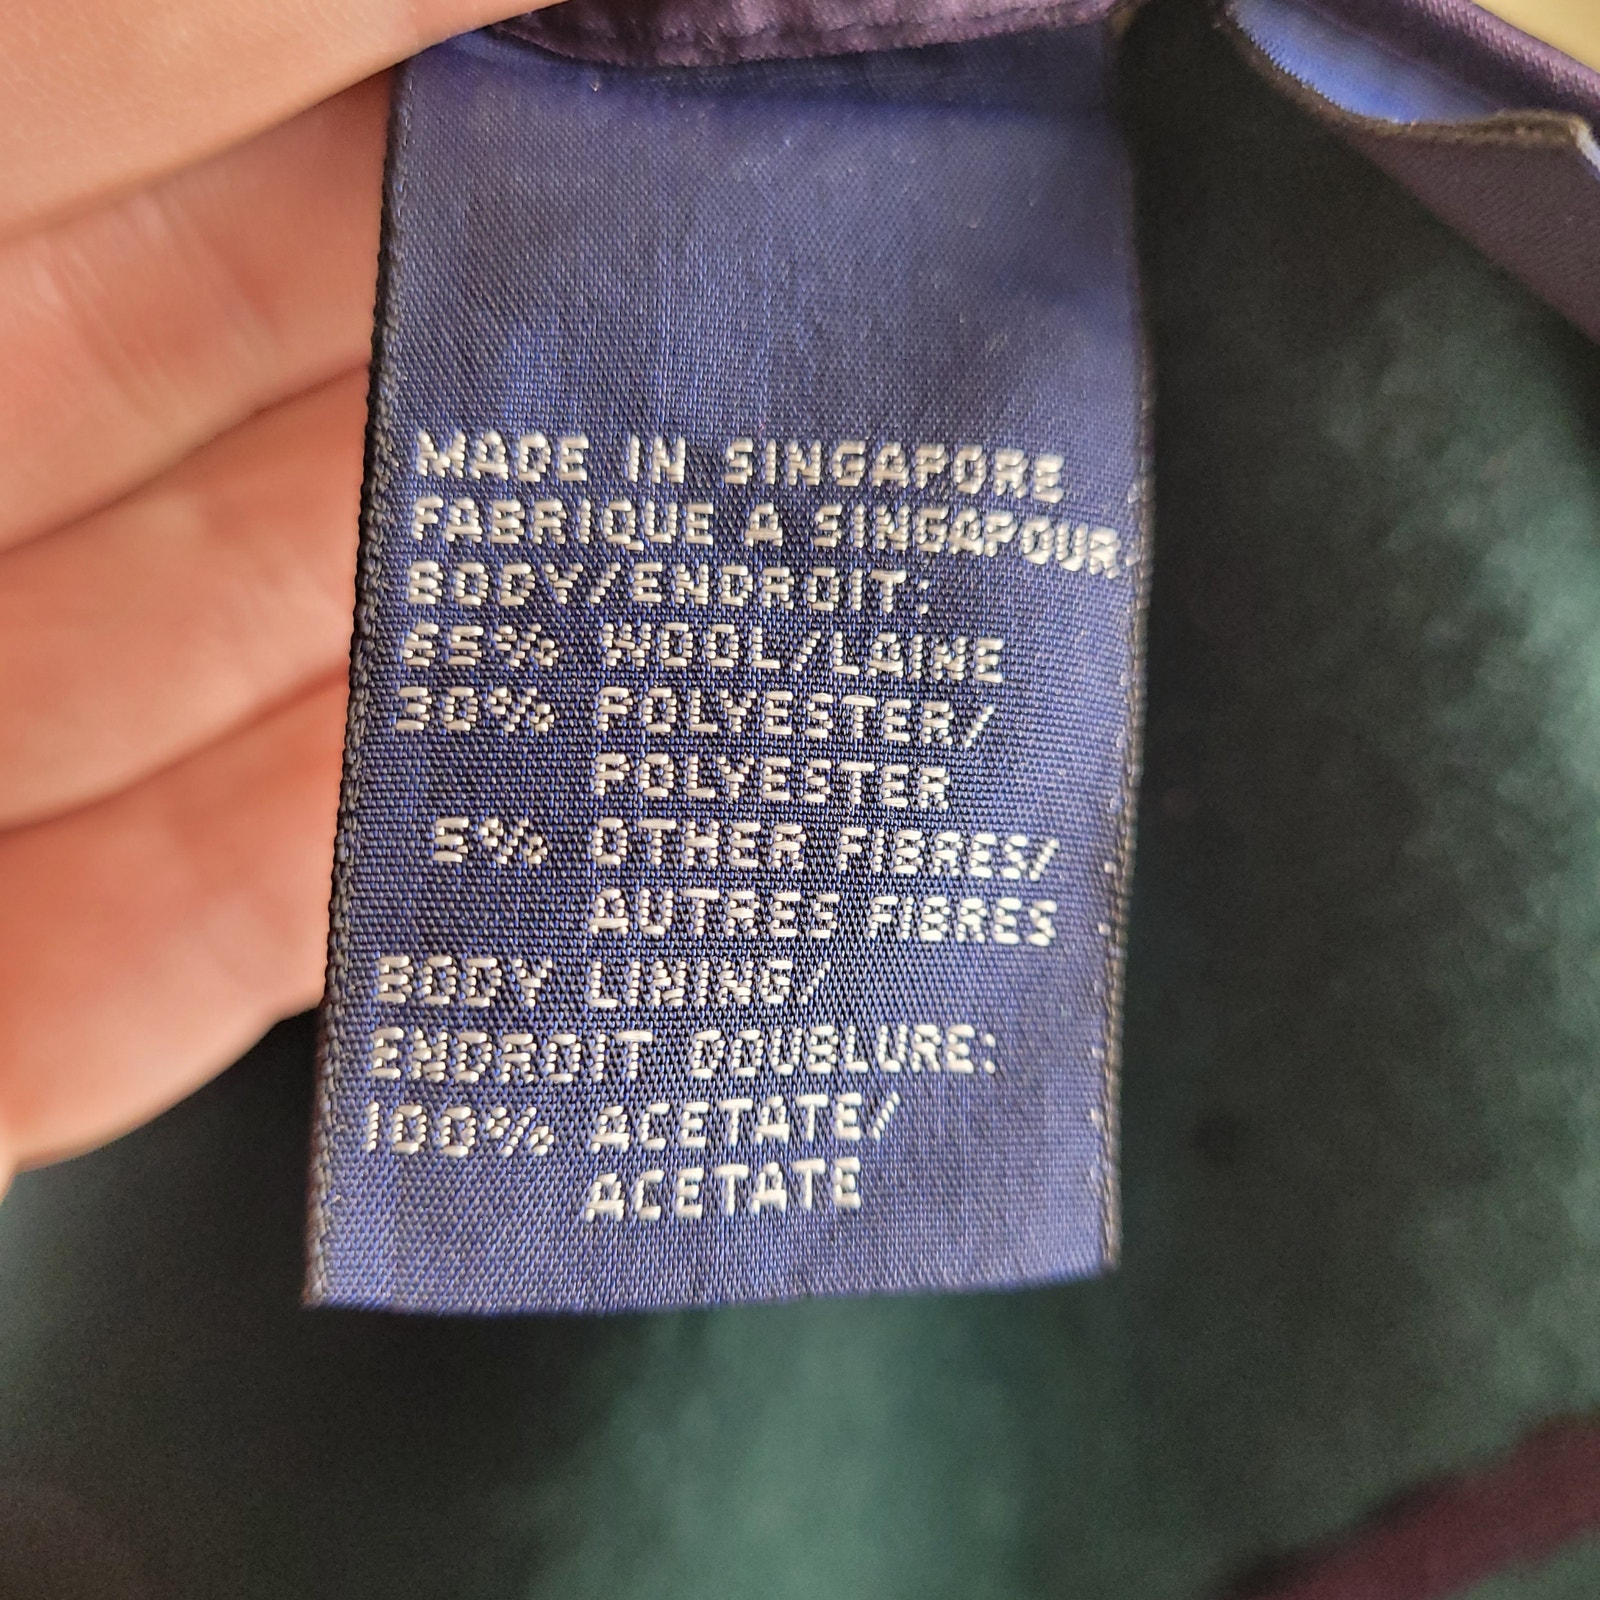 MADE IN SINGAPORE
FABRIQUE A SINGAPOUR.
BODY/ENDROIT:
65% WOOL/LAINE
30% POLYESTER/
POLYESTER
5% OTHER FIBRES/
AUTRES FIBRES
BODY LINING/
ENDROIT DOUBLURE:
100% ACETATE/
ACETATE